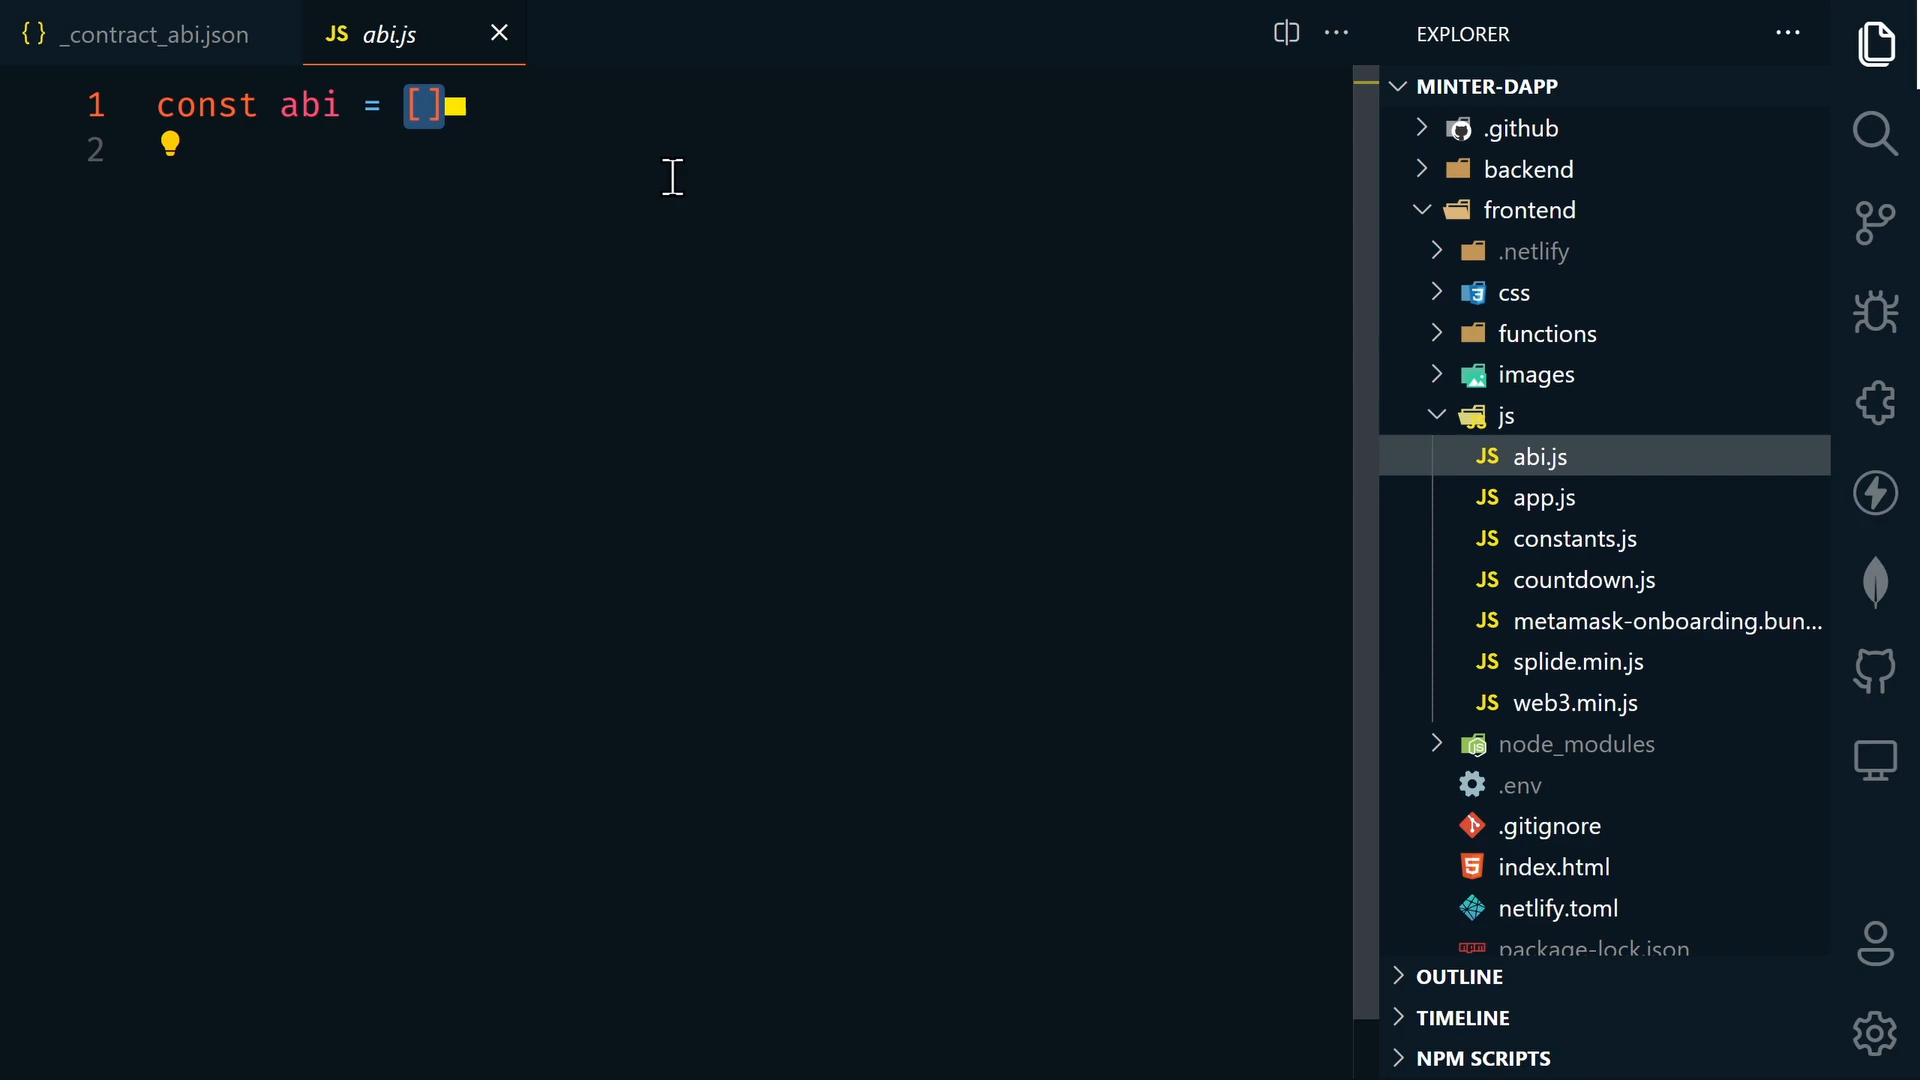 { } _contract_abi.json
JS abi.js
1 const abi = []
2
EXPLORER
MINTER-DAPP
.github
backend
frontend
.netlify
css
functions
images
js
JS abi.js
JS app.js
JS constants.js
JS countdown.js
JS metamask-onboarding.bun...
JS splide.min.js
JS web3.min.js
node_modules
.env
.gitignore
index.html
netlify.toml
package-lock.json
OUTLINE
TIMELINE
NPM SCRIPTS